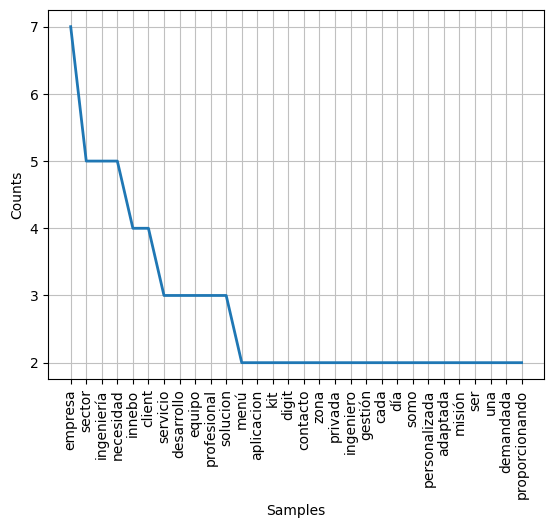 7
6
5
4
3
2
Counts
empresa
sector
ingeniería
necesidad
innebo
client
servicio
desarrollo
equipo
profesional
solucion
menú
aplicacion
kit
digit
contacto
zona
privada
ingeniero
gestión
cada
día
somo
personalizada
adaptada
misión
ser
una
demandada
proporcionando
Samples